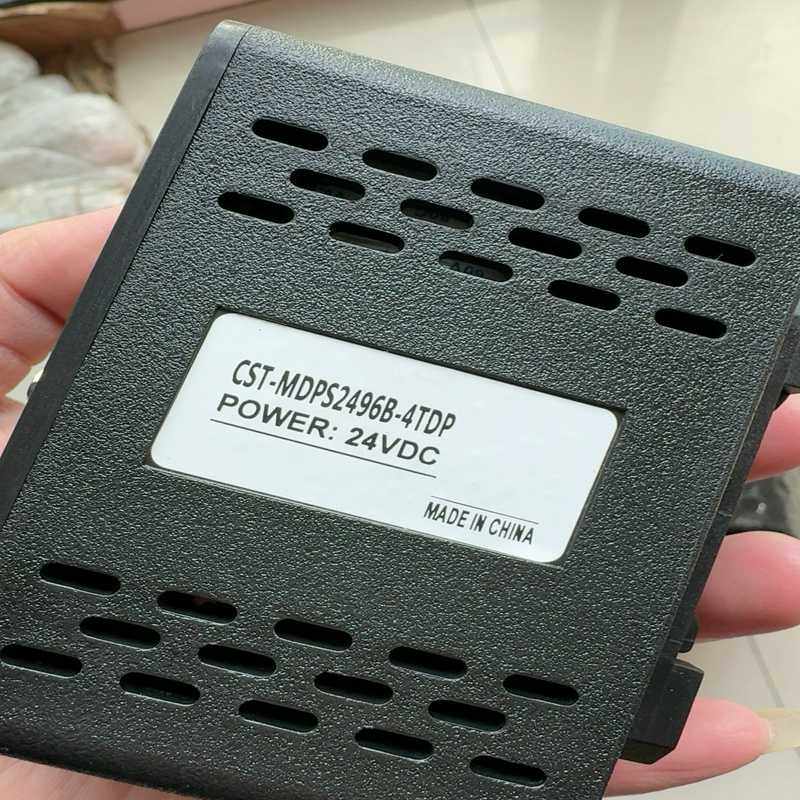 CST-MDPS2496B-4TDP
POWER: 24VDC
MADE IN CHINA